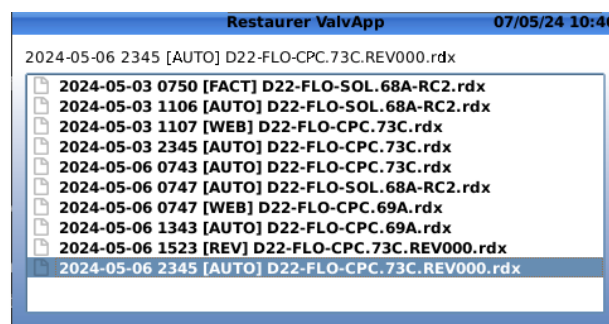 Restaurer ValvApp 07/05/24 10:40
2024-05-06 2345 [AUTO] D22-FLO-CPC.73C.REV000.rdx
2024-05-03 0750 [FACT] D22-FLO-SOL.68A-RC2.rdx
2024-05-03 1106 [AUTO] D22-FLO-SOL.68A-RC2.rdx
2024-05-03 1107 [WEB] D22-FLO-CPC.73C.rdx
2024-05-03 2345 [AUTO] D22-FLO-CPC.73C.rdx
2024-05-06 0743 [AUTO] D22-FLO-CPC.73C.rdx
2024-05-06 0747 [AUTO] D22-FLO-SOL.68A-RC2.rdx
2024-05-06 0747 [WEB] D22-FLO-CPC.69A.rdx
2024-05-06 1343 [AUTO] D22-FLO-CPC.69A.rdx
2024-05-06 1523 [REV] D22-FLO-CPC.73C.REV000.rdx
2024-05-06 2345 [AUTO] D22-FLO-CPC.73C.REV000.rdx